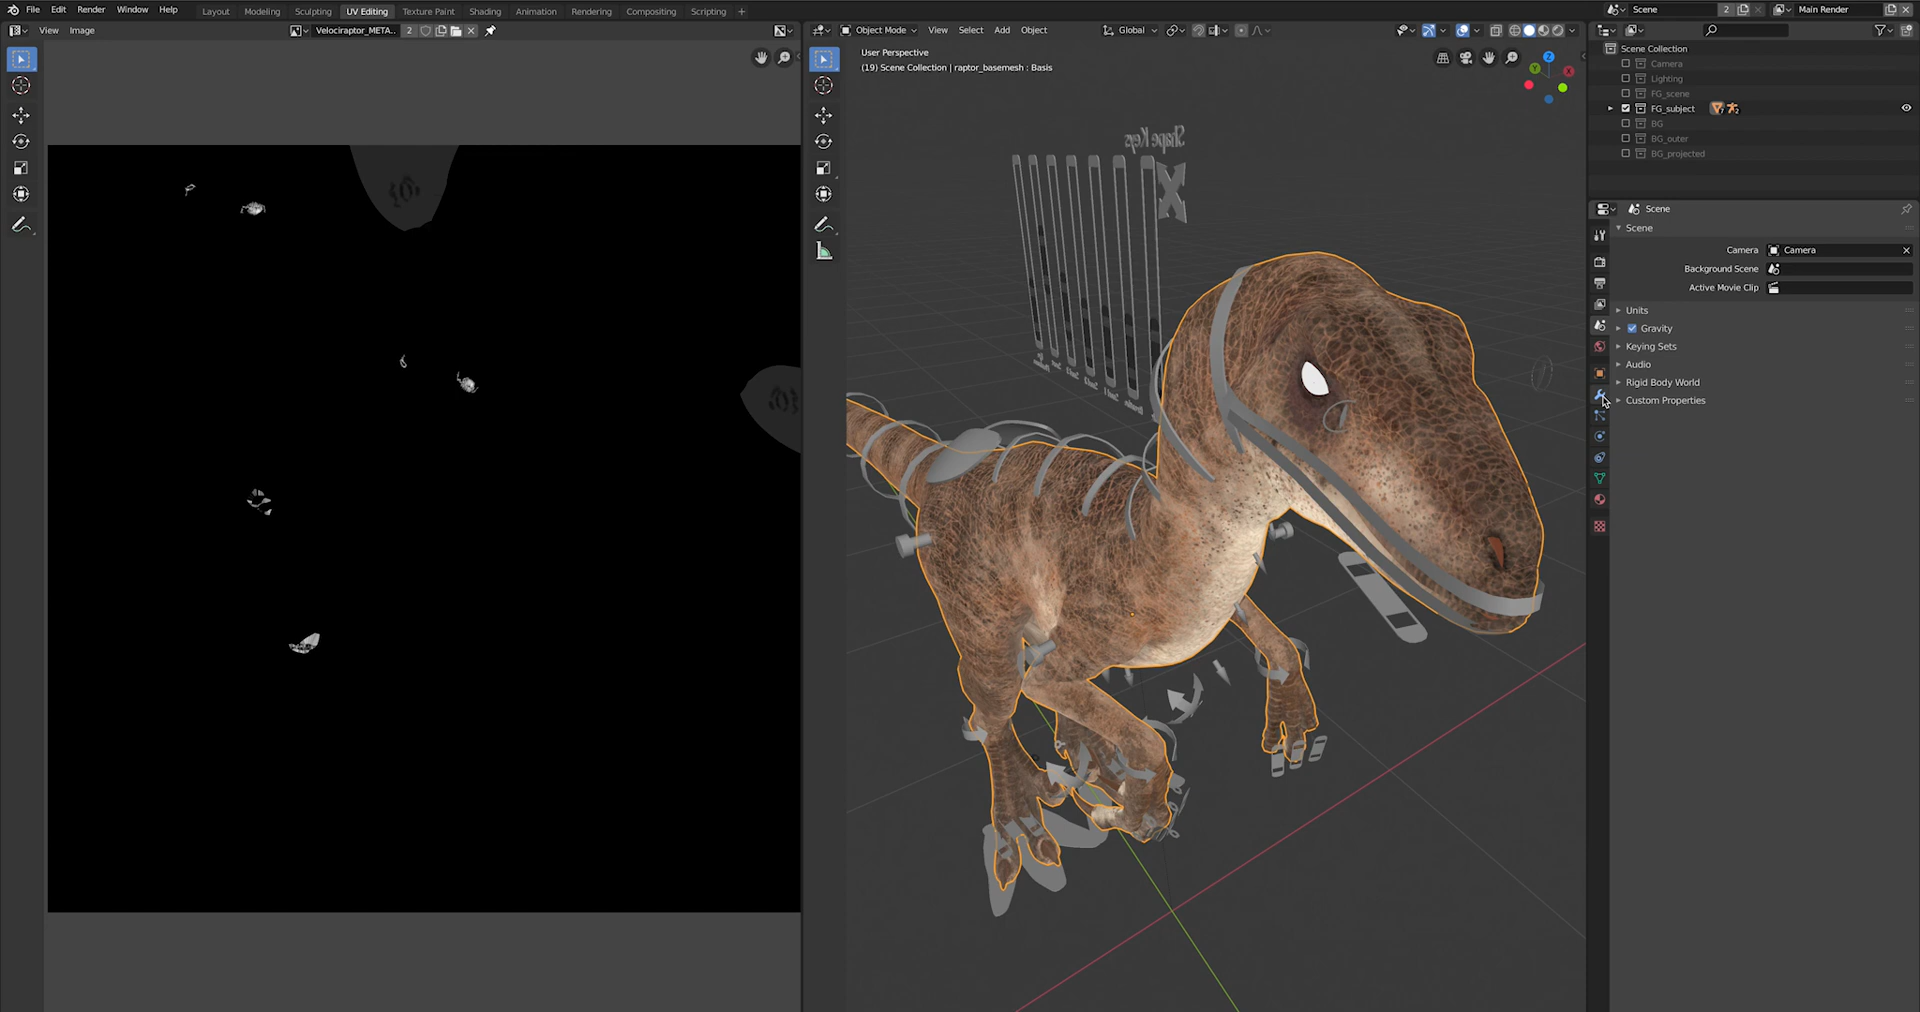 File Edit Render Window Help Layout Modeling Sculpting UV Editing Texture Paint Shading Animation Rendering Compositing Scripting + Scene 2 Main Render
View Image Velociraptor_META.. 2 Object Mode View Select Add Object Global
User Perspective
(19) Scene Collection | raptor_basemesh : Basis
Shape Keys
Scene Collection
Camera
Lighting
FG_scene
FG_subject
BG
BG_outer
BG_projected
Scene
Scene
Camera Camera
Background Scene
Active Movie Clip
Units
Gravity
Keying Sets
Audio
Rigid Body World
Custom Properties